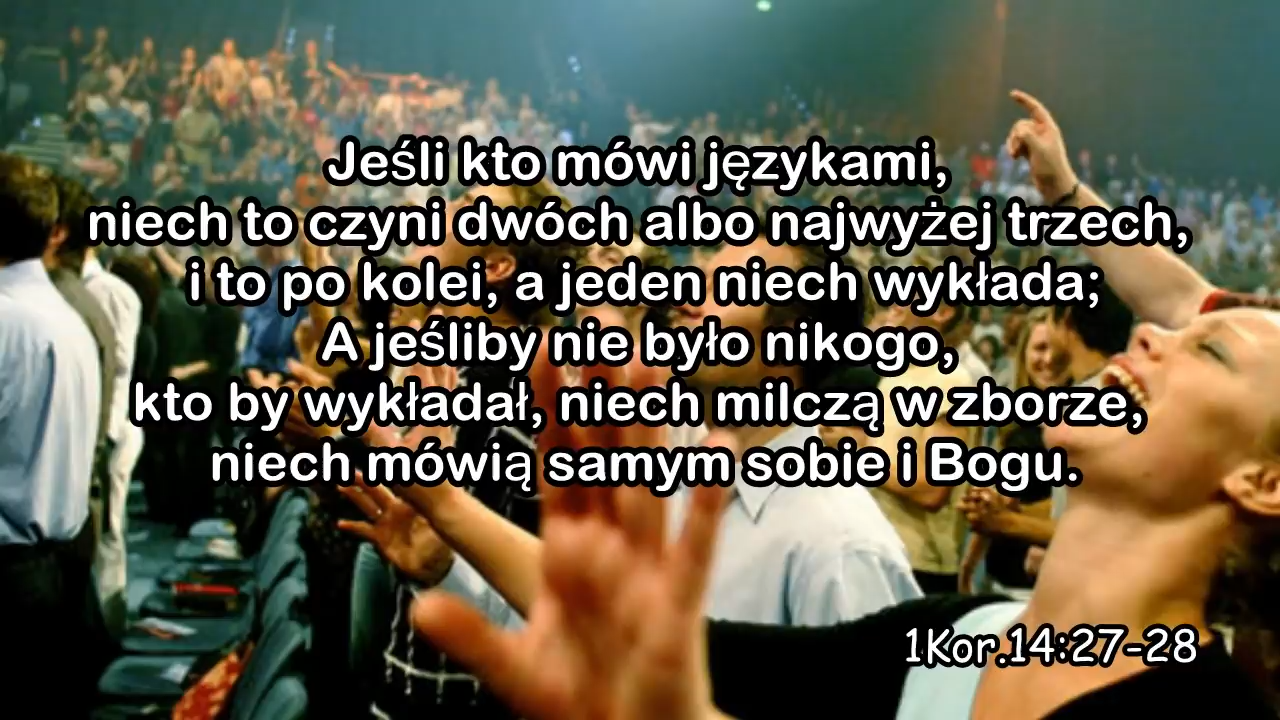 Jeśli kto mówi językami,
niech to czyni dwóch albo najwyżej trzech,
i to po kolei, a jeden niech wykłada;
A jeśliby nie było nikogo,
kto by wykładał, niech milczą w zborze,
niech mówią samym sobie i Bogu.
1Kor.14:27-28